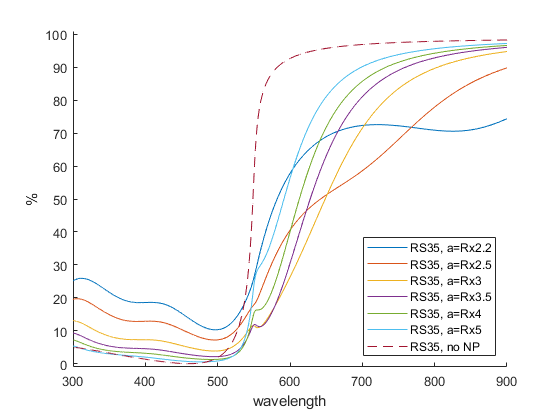 100
90
80
70
60
50
40
30
20
10
0
%
300 400 500 600 700 800 900
wavelength
RS35, a=Rx2.2
RS35, a=Rx2.5
RS35, a=Rx3
RS35, a=Rx3.5
RS35, a=Rx4
RS35, a=Rx5
RS35, no NP